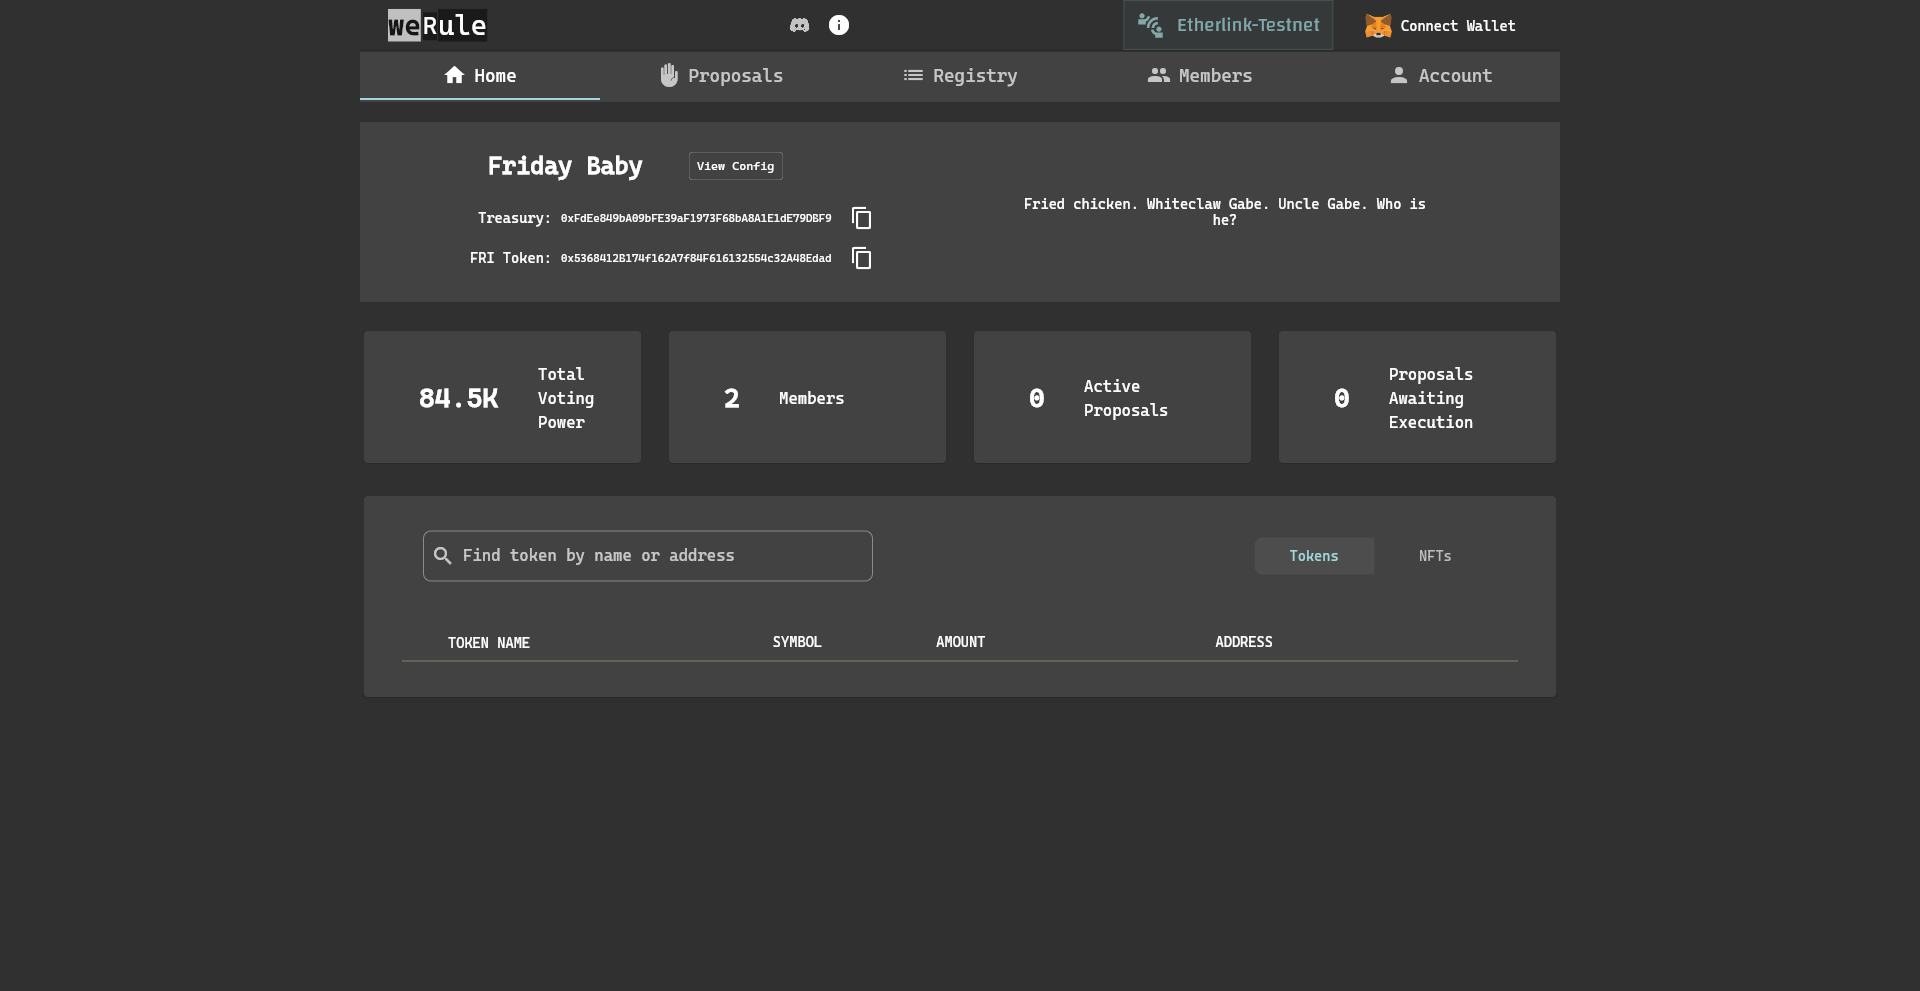 weRule
Etherlink-Testnet
Connect Wallet
Home
Proposals
Registry
Members
Account
Friday Baby
View Config
Treasury: 0xFdEe849bA09bFE39aF1973F68bA8A1E1dE79DBF9
FRI Token: 0x5368412B174f162A7f84F616132554c32A48Edad
Fried chicken. Whiteclaw Gabe. Uncle Gabe. Who is
he?
84.5K
Total
Voting
Power
2
Members
0
Active
Proposals
0
Proposals
Awaiting
Execution
Find token by name or address
Tokens
NFTs
TOKEN NAME
SYMBOL
AMOUNT
ADDRESS